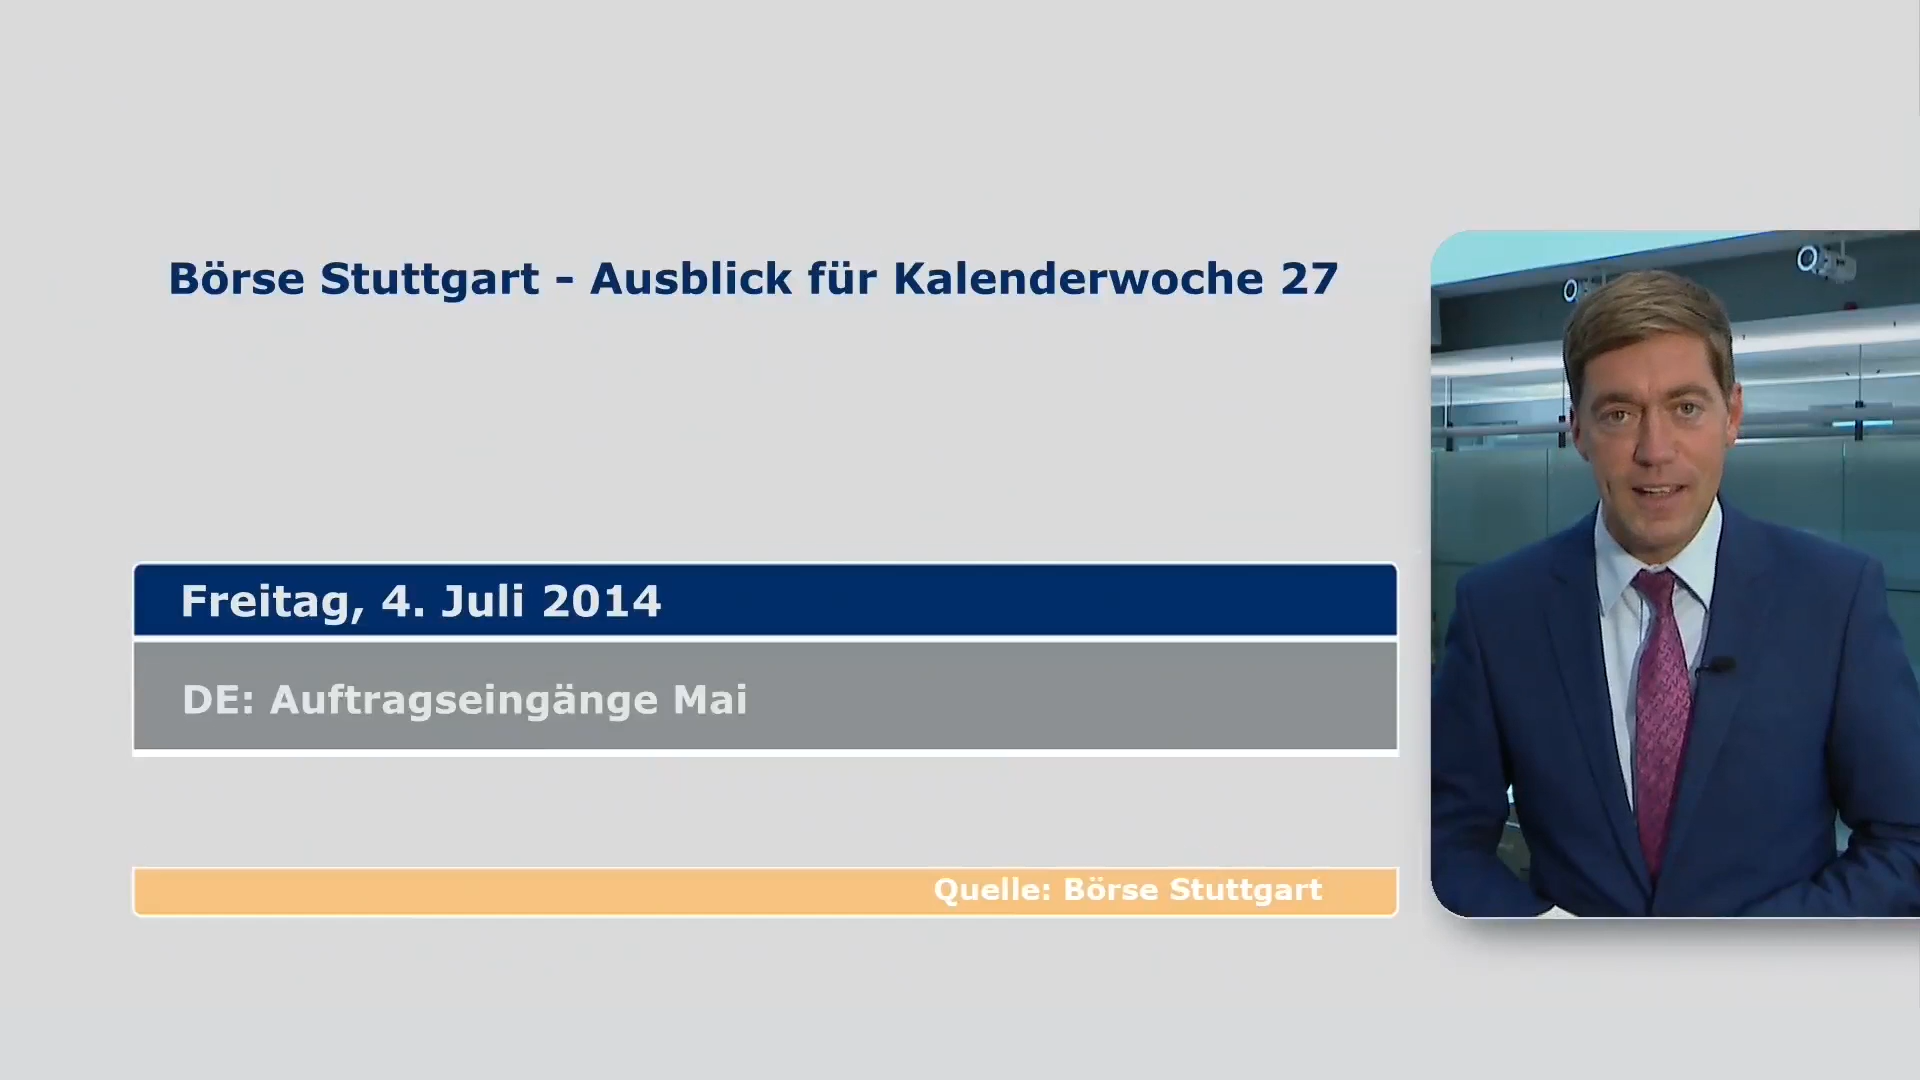 Börse Stuttgart - Ausblick für Kalenderwoche 27
Freitag, 4. Juli 2014
DE: Auftragseingänge Mai
Quelle: Börse Stuttgart